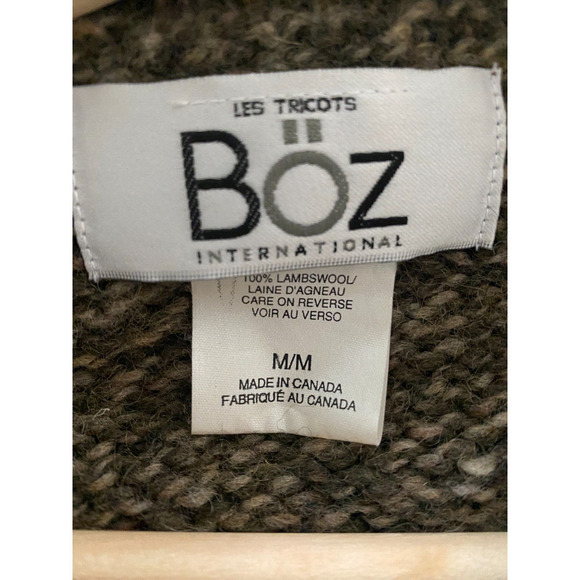 LES TRICOTS
BÖZ
INTERNATIONAL
100% LAMBSWOOL/
LAINE D'AGNEAU
CARE ON REVERSE
VOIR AU VERSO
M/M
MADE IN CANADA
FABRIQUÉ AU CANADA